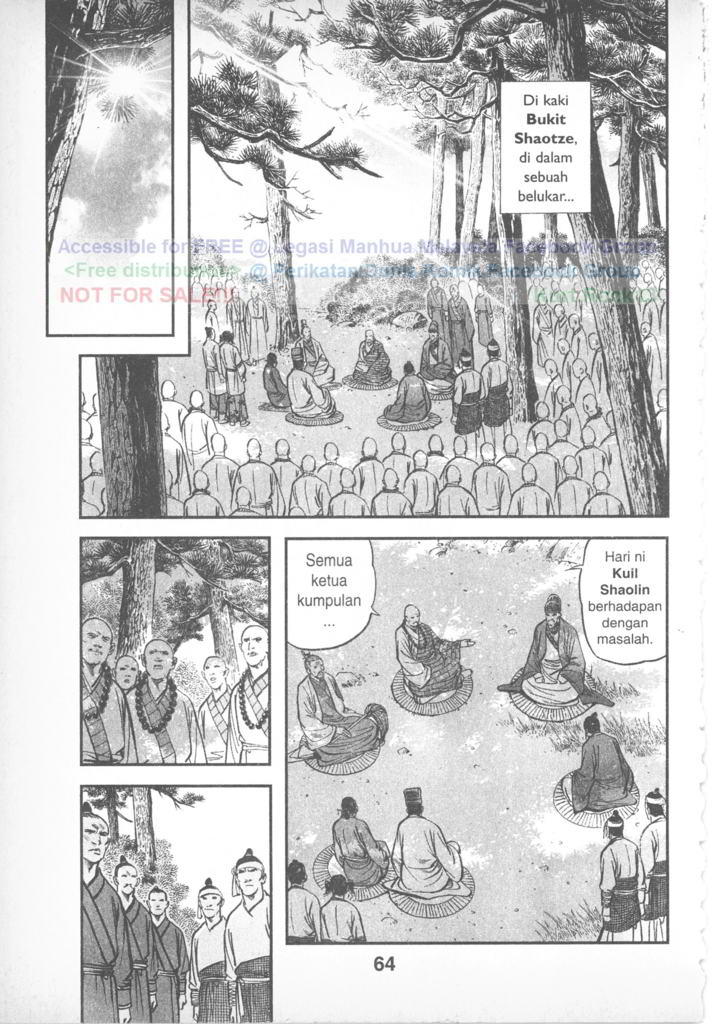 Di kaki
Bukit
Shaotze,
di dalam
sebuah
belukar...
Accessible for FREE @ Legasi Manhua Melayu Facebook Group
<Free distribution> @ Perikatan Dunia Komik Facebook Group
NOT FOR SALE!!
Semua
ketua
kumpulan
...
Hari ni
Kuil
Shaolin
berhadapan
dengan
masalah.
64